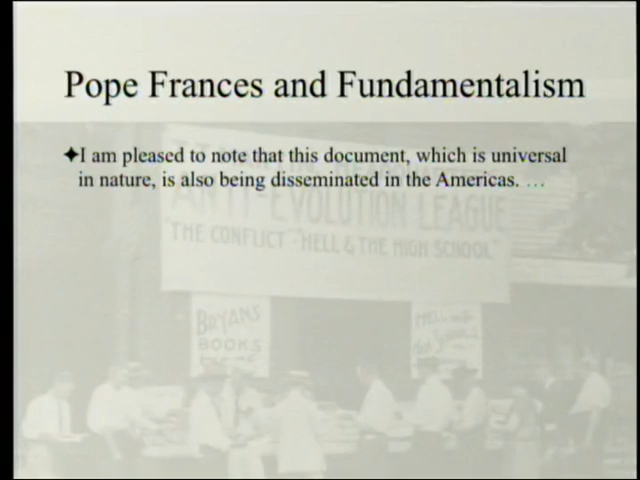 Pope Frances and Fundamentalism
✦I am pleased to note that this document, which is universal
in nature, is also being disseminated in the Americas. …
ANTI-EVOLUTION LEAGUE
"THE CONFLICT" "HELL & THE HIGH SCHOOL"
BRYANS
BOOKS
HELL